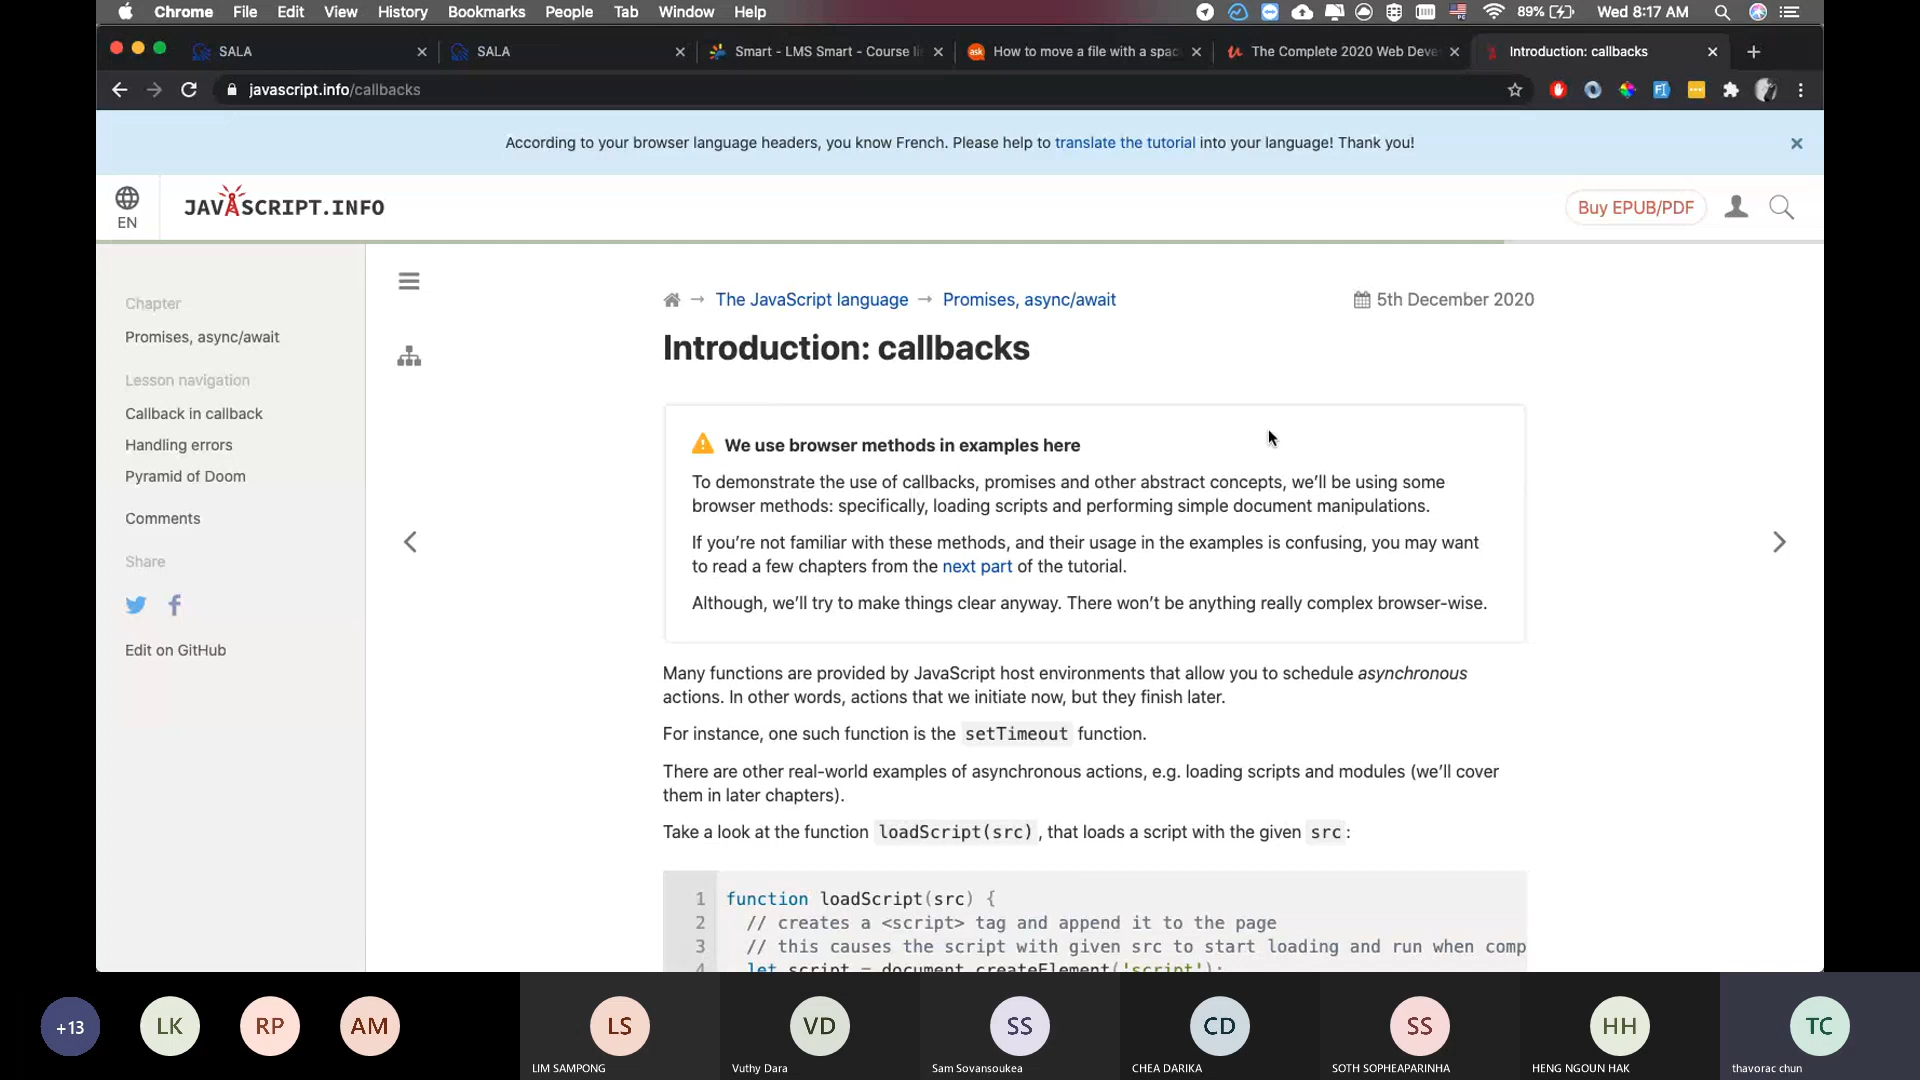 Chrome File Edit View History Bookmarks People Tab Window Help 89% Wed 8:17 AM
SALA SALA Smart - LMS Smart - Course li How to move a file with a spac The Complete 2020 Web Deve Introduction: callbacks
javascript.info/callbacks
According to your browser language headers, you know French. Please help to translate the tutorial into your language! Thank you!
EN
JAVASCRIPT.INFO
Buy EPUB/PDF
Chapter
Promises, async/await
Lesson navigation
Callback in callback
Handling errors
Pyramid of Doom
Comments
Share
Edit on GitHub
→ The JavaScript language → Promises, async/await
5th December 2020
Introduction: callbacks
We use browser methods in examples here
To demonstrate the use of callbacks, promises and other abstract concepts, we’ll be using some
browser methods: specifically, loading scripts and performing simple document manipulations.
If you’re not familiar with these methods, and their usage in the examples is confusing, you may want
to read a few chapters from the next part of the tutorial.
Although, we’ll try to make things clear anyway. There won’t be anything really complex browser-wise.
Many functions are provided by JavaScript host environments that allow you to schedule asynchronous
actions. In other words, actions that we initiate now, but they finish later.
For instance, one such function is the setTimeout function.
There are other real-world examples of asynchronous actions, e.g. loading scripts and modules (we’ll cover
them in later chapters).
Take a look at the function loadScript(src), that loads a script with the given src:
1 function loadScript(src) {
2 // creates a <script> tag and append it to the page
3 // this causes the script with given src to start loading and run when comp
4 let script = document.createElement('script');
+13 LK RP AM LS VD SS CD SS HH TC
LIM SAMPONG Vuthy Dara Sam Sovansoukea CHEA DARIKA SOTH SOPHEAPARINHA HENG NGOUN HAK thavorac chun